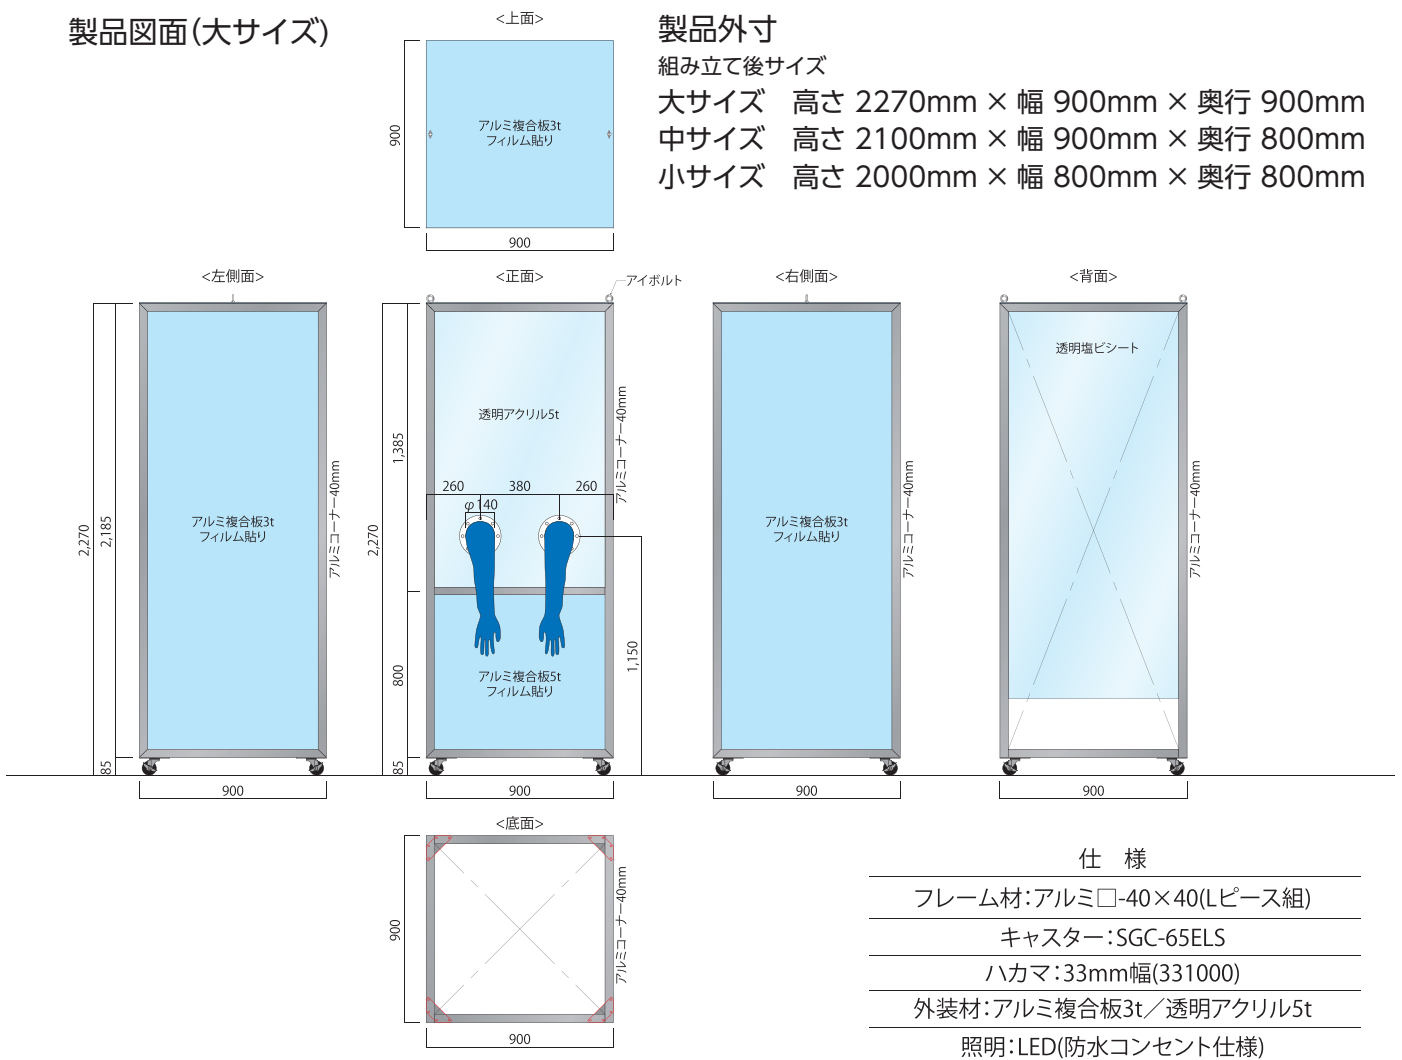 製品図面(大サイズ)
<上面>
900
アルミ複合板3t
フィルム貼り
900
製品外寸
組み立て後サイズ
大サイズ 高さ 2270mm × 幅 900mm × 奥行 900mm
中サイズ 高さ 2100mm × 幅 900mm × 奥行 800mm
小サイズ 高さ 2000mm × 幅 800mm × 奥行 800mm
<左側面>
2,270
2,185
85
アルミ複合板3t
フィルム貼り
アルミコーナー40mm
900
<正面>
アイボルト
2,270
1,385
800
85
透明アクリル5t
アルミコーナー40mm
260
380
260
φ140
1,150
アルミ複合板5t
フィルム貼り
900
<右側面>
アルミ複合板3t
フィルム貼り
アルミコーナー40mm
900
<背面>
透明塩ビシート
アルミコーナー40mm
900
<底面>
900
アルミコーナー40mm
900
仕 様
フレーム材:アルミ□-40×40(Lピース組)
キャスター:SGC-65ELS
ハカマ:33mm幅(331000)
外装材:アルミ複合板3t/透明アクリル5t
照明:LED(防水コンセント仕様)